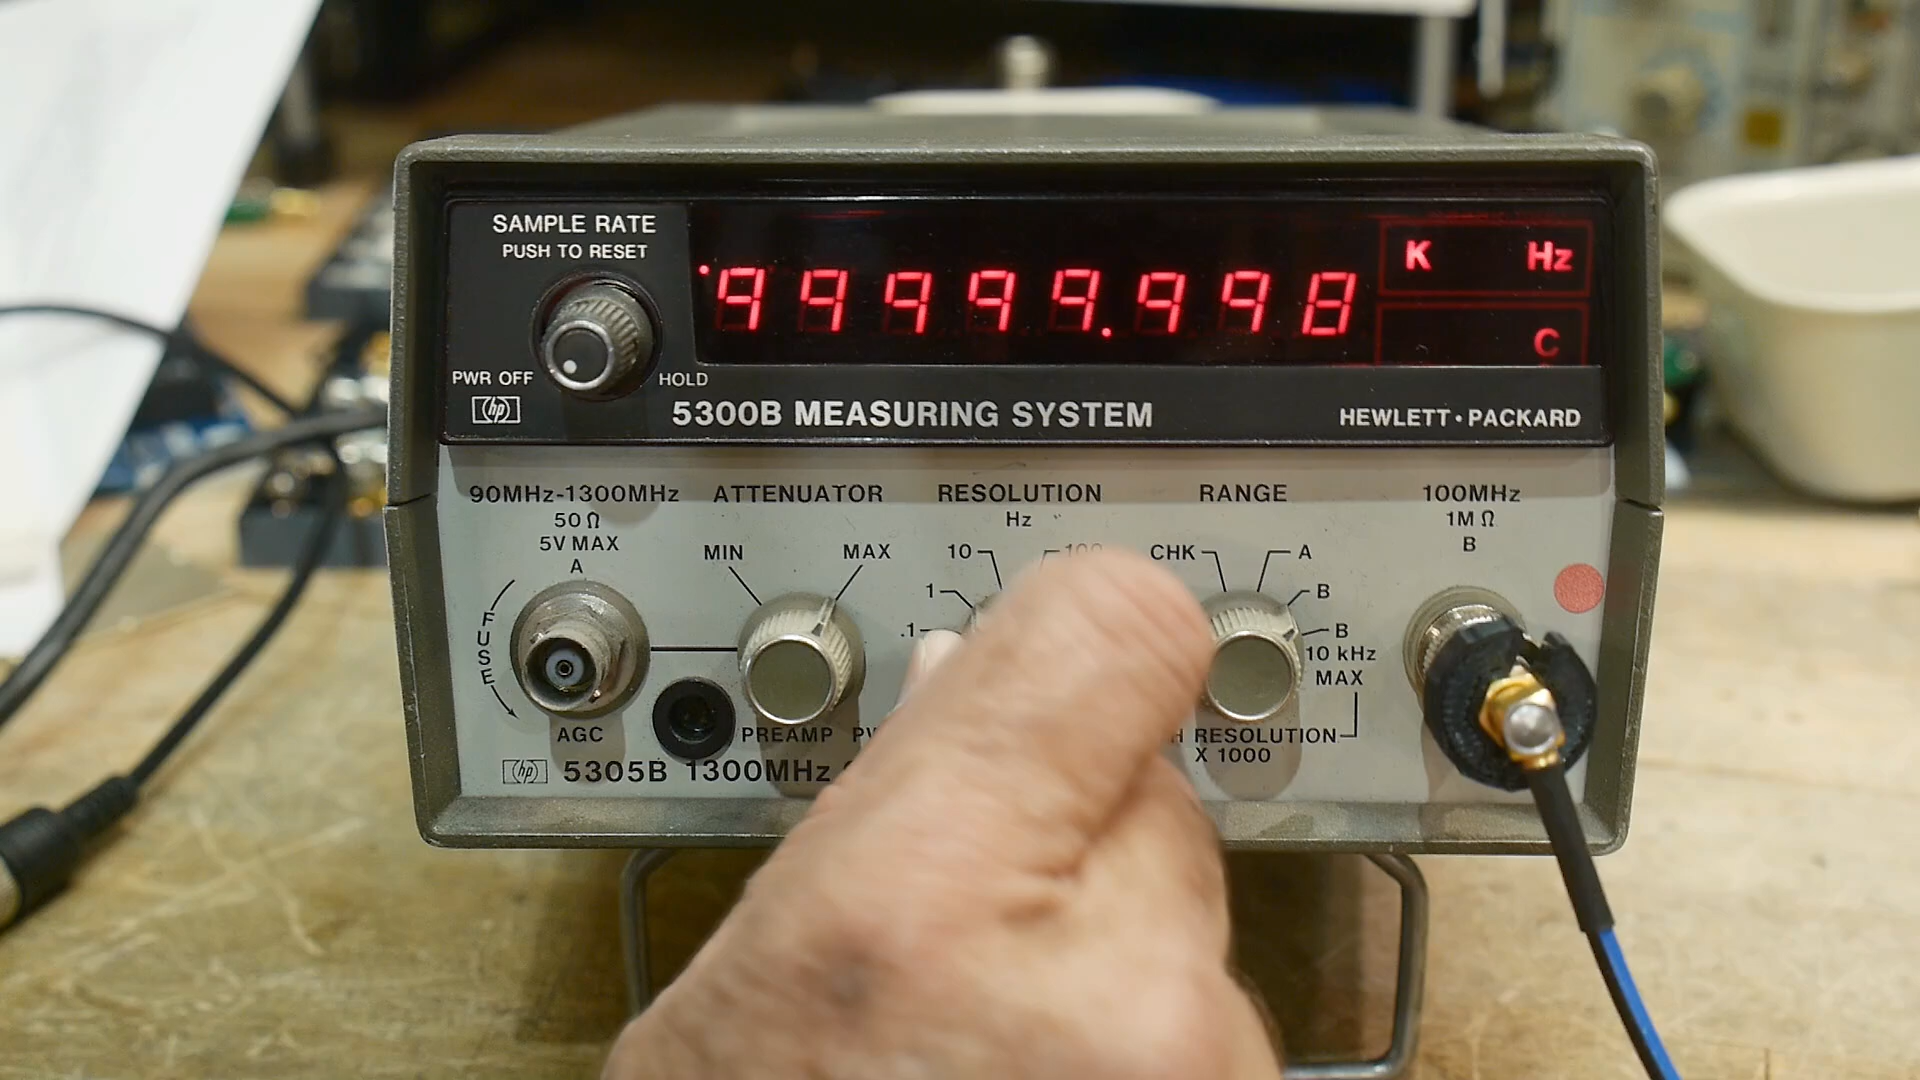 SAMPLE RATE
PUSH TO RESET
99999.998
K Hz
C
PWR OFF
HOLD
hp
5300B MEASURING SYSTEM
HEWLETT • PACKARD
90MHz-1300MHz
50 Ω
5V MAX
A
FUSE
AGC
ATTENUATOR
MIN
MAX
PREAMP
RESOLUTION
Hz
10
100
1
.1
RANGE
CHK
A
B
B
10 kHz
MAX
RESOLUTION
X 1000
100MHz
1M Ω
B
hp
5305B 1300MHz